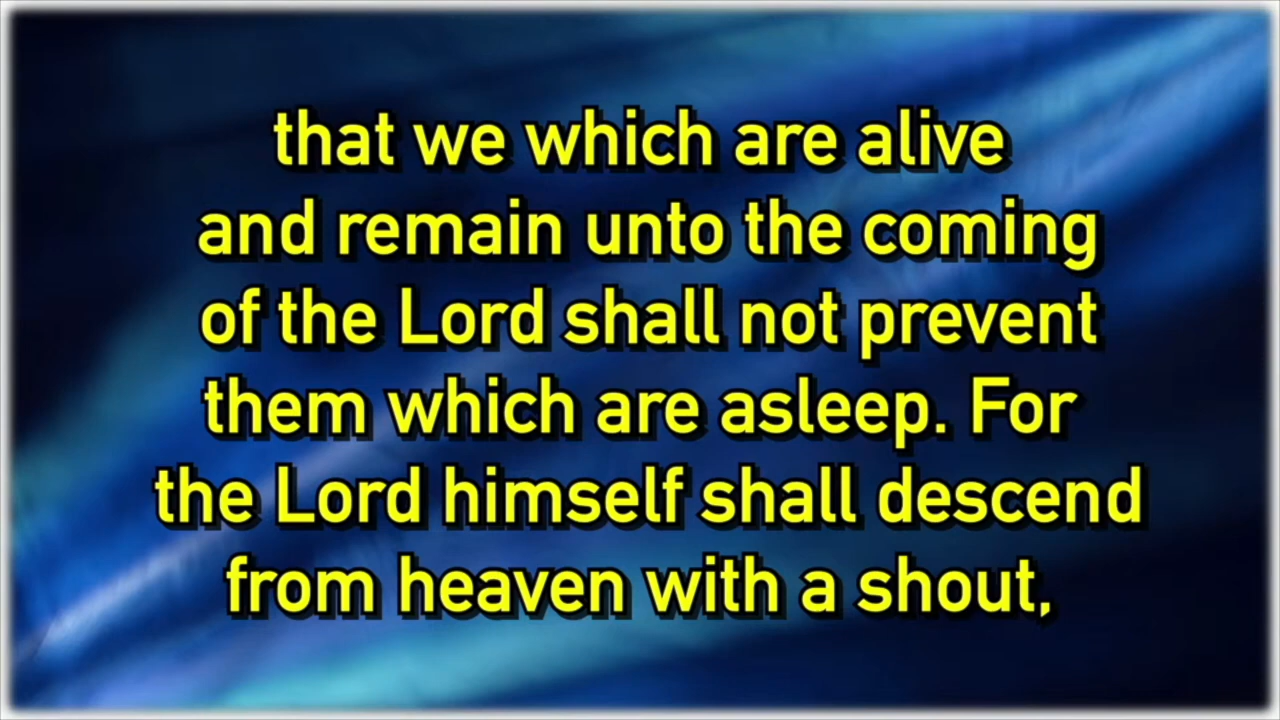 that we which are alive
and remain unto the coming
of the Lord shall not prevent
them which are asleep. For
the Lord himself shall descend
from heaven with a shout,